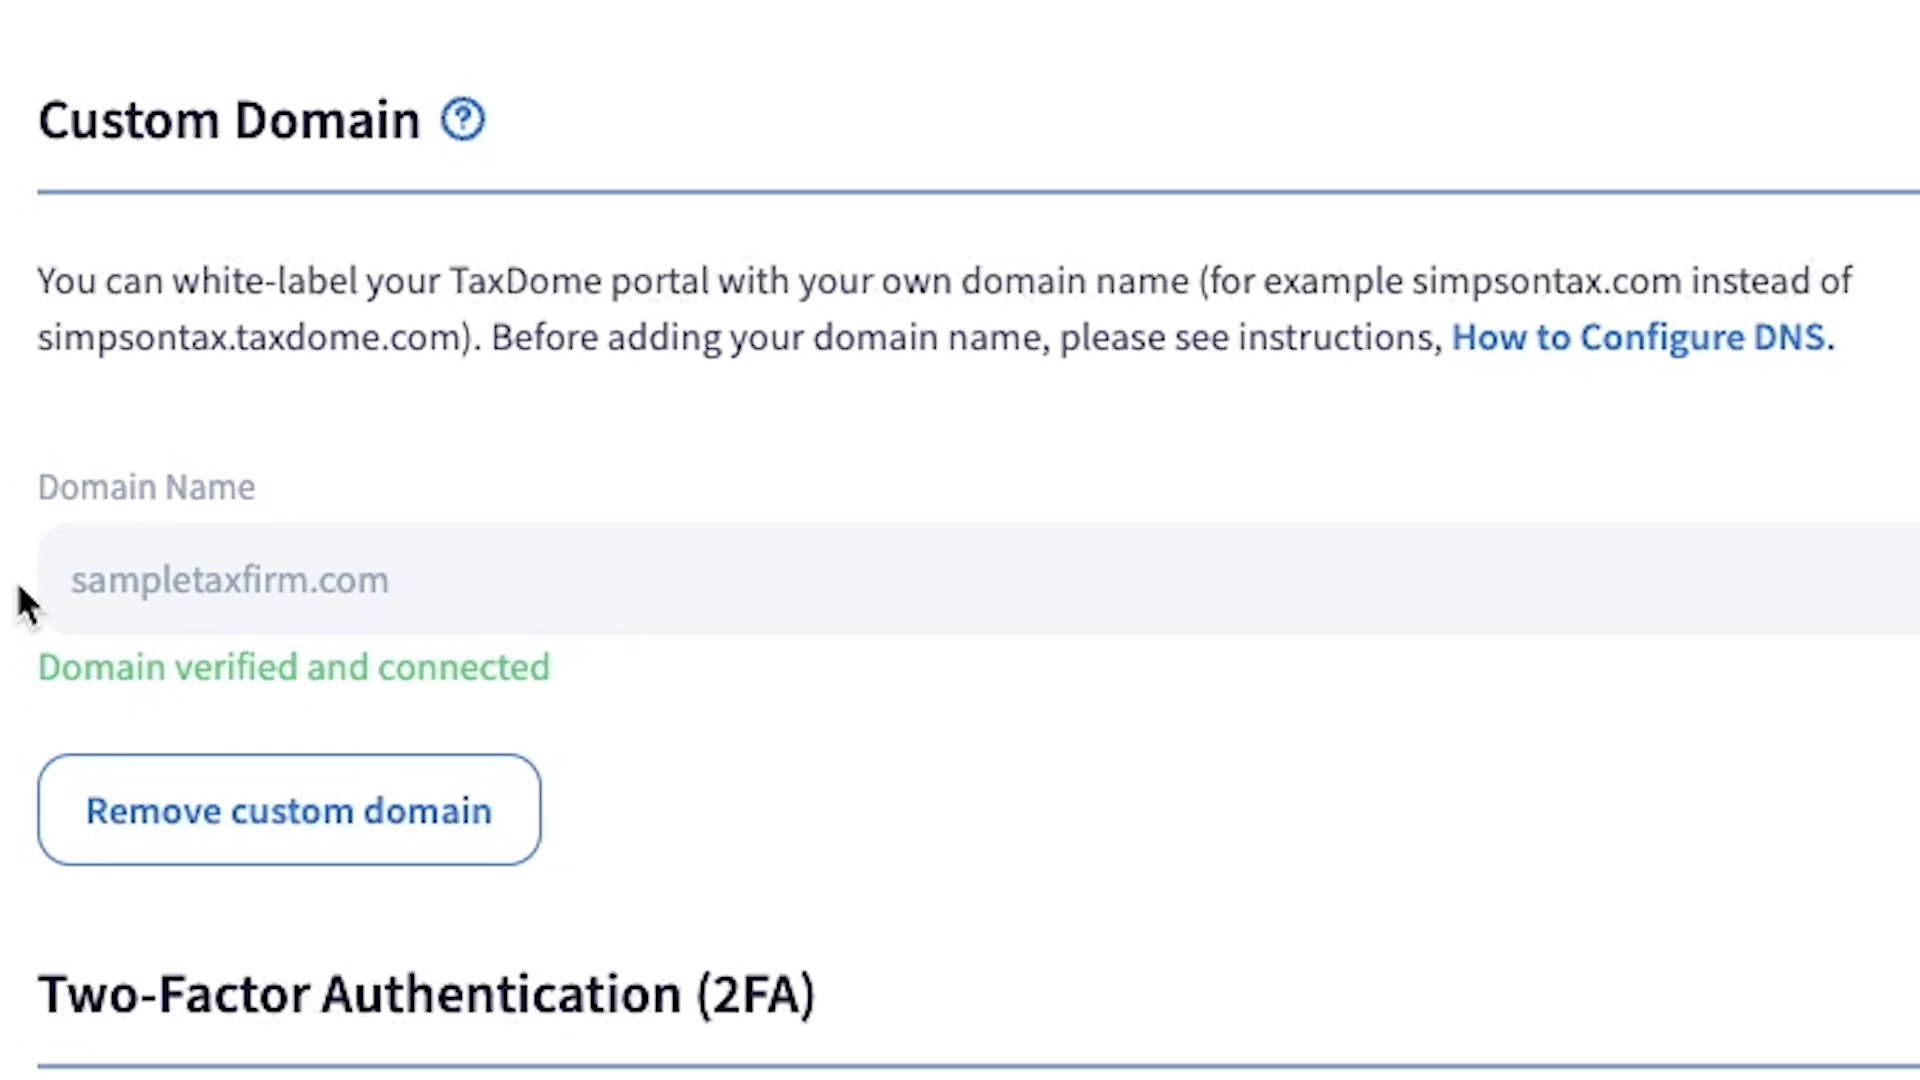 Custom Domain
You can white-label your TaxDome portal with your own domain name (for example simpsontax.com instead of
simpsontax.taxdome.com). Before adding your domain name, please see instructions, How to Configure DNS.
Domain Name
sampletaxfirm.com
Domain verified and connected
Remove custom domain
Two-Factor Authentication (2FA)